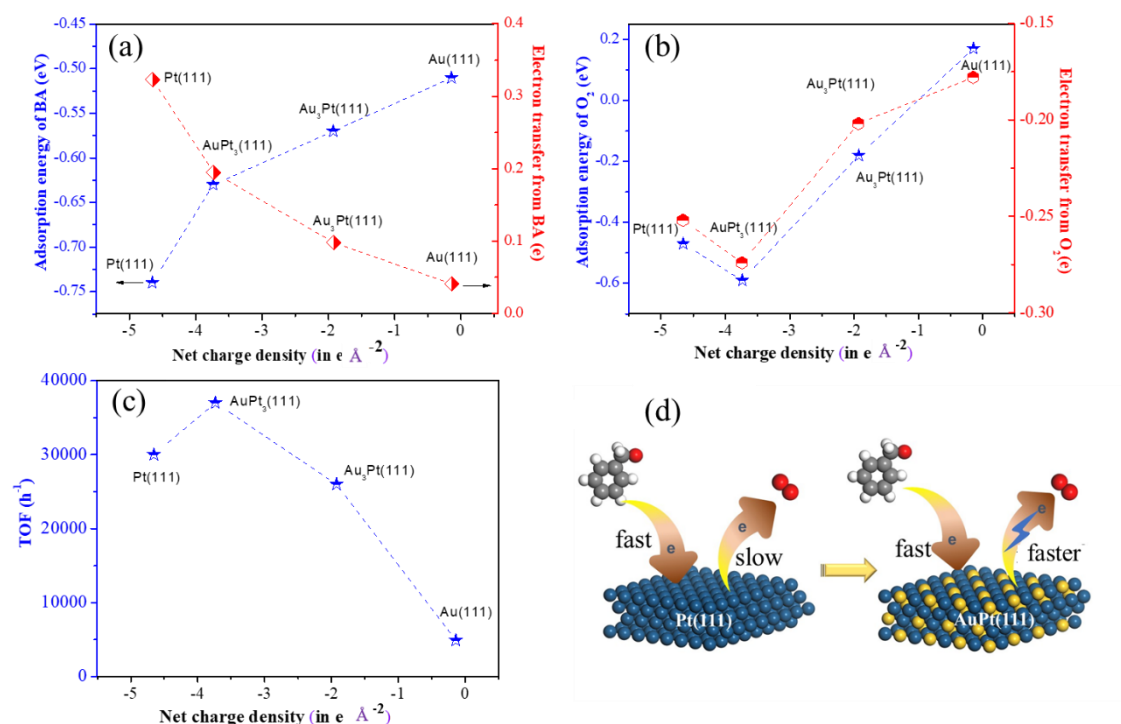 (a)
-0.45
-0.50
-0.55
-0.60
-0.65
-0.70
-0.75
Adsorption energy of BA (eV)
Pt(111)
AuPt₃(111)
Au₃Pt(111)
Au(111)
Pt(111)
Au₃Pt(111)
Au(111)
0.4
0.3
0.2
0.1
0.0
Electron transfer from BA (e)
-5
-4
-3
-2
-1
0
Net charge density (in e Å⁻²)
(b)
0.2
0.0
-0.2
-0.4
-0.6
Adsorption energy of O₂ (eV)
Au(111)
Au₃Pt(111)
Au₃Pt(111)
Pt(111)
AuPt₃(111)
-0.15
-0.20
-0.25
-0.30
Electron transfer from O₂(e)
-5
-4
-3
-2
-1
0
Net charge density (in e Å⁻²)
(c)
40000
30000
20000
10000
0
TOF (h⁻¹)
AuPt₃(111)
Pt(111)
Au₃Pt(111)
Au(111)
-5
-4
-3
-2
-1
0
Net charge density (in e Å⁻²)
(d)
fast
e
e
slow
Pt(111)
fast
e
e
faster
AuPt(111)